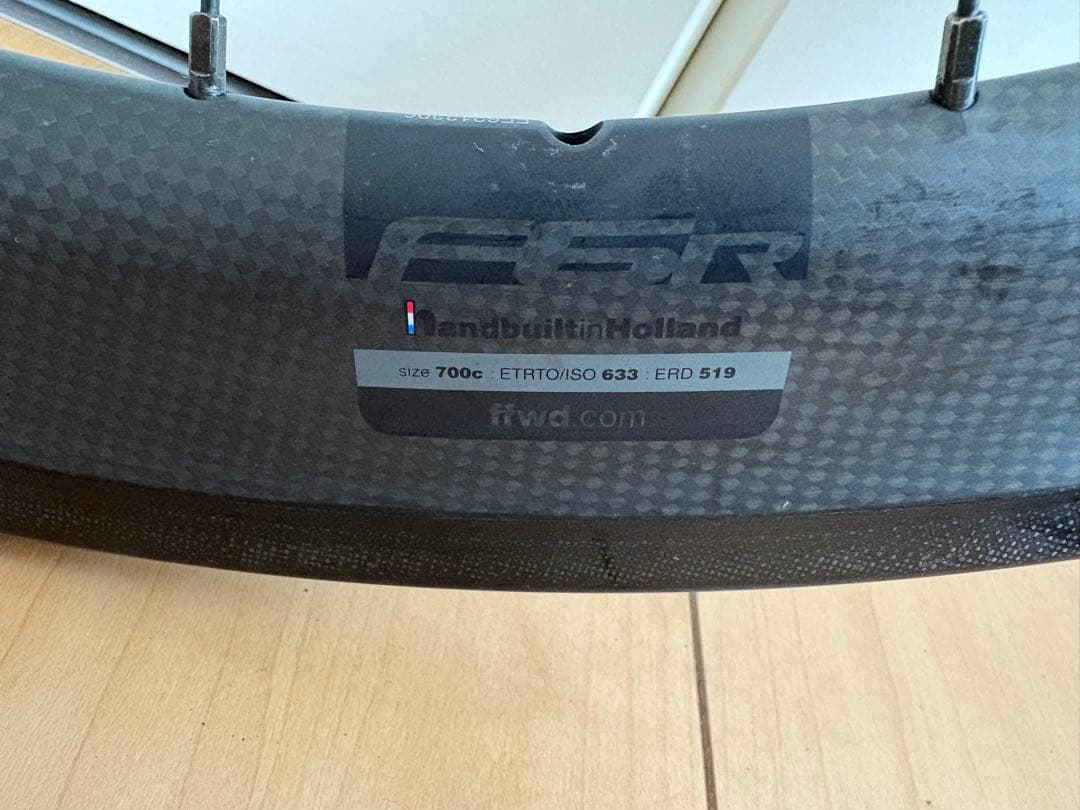 F6R
HandbuiltinHolland
size 700c : ETRTO/ISO 633 : ERD 519
ffwd.com